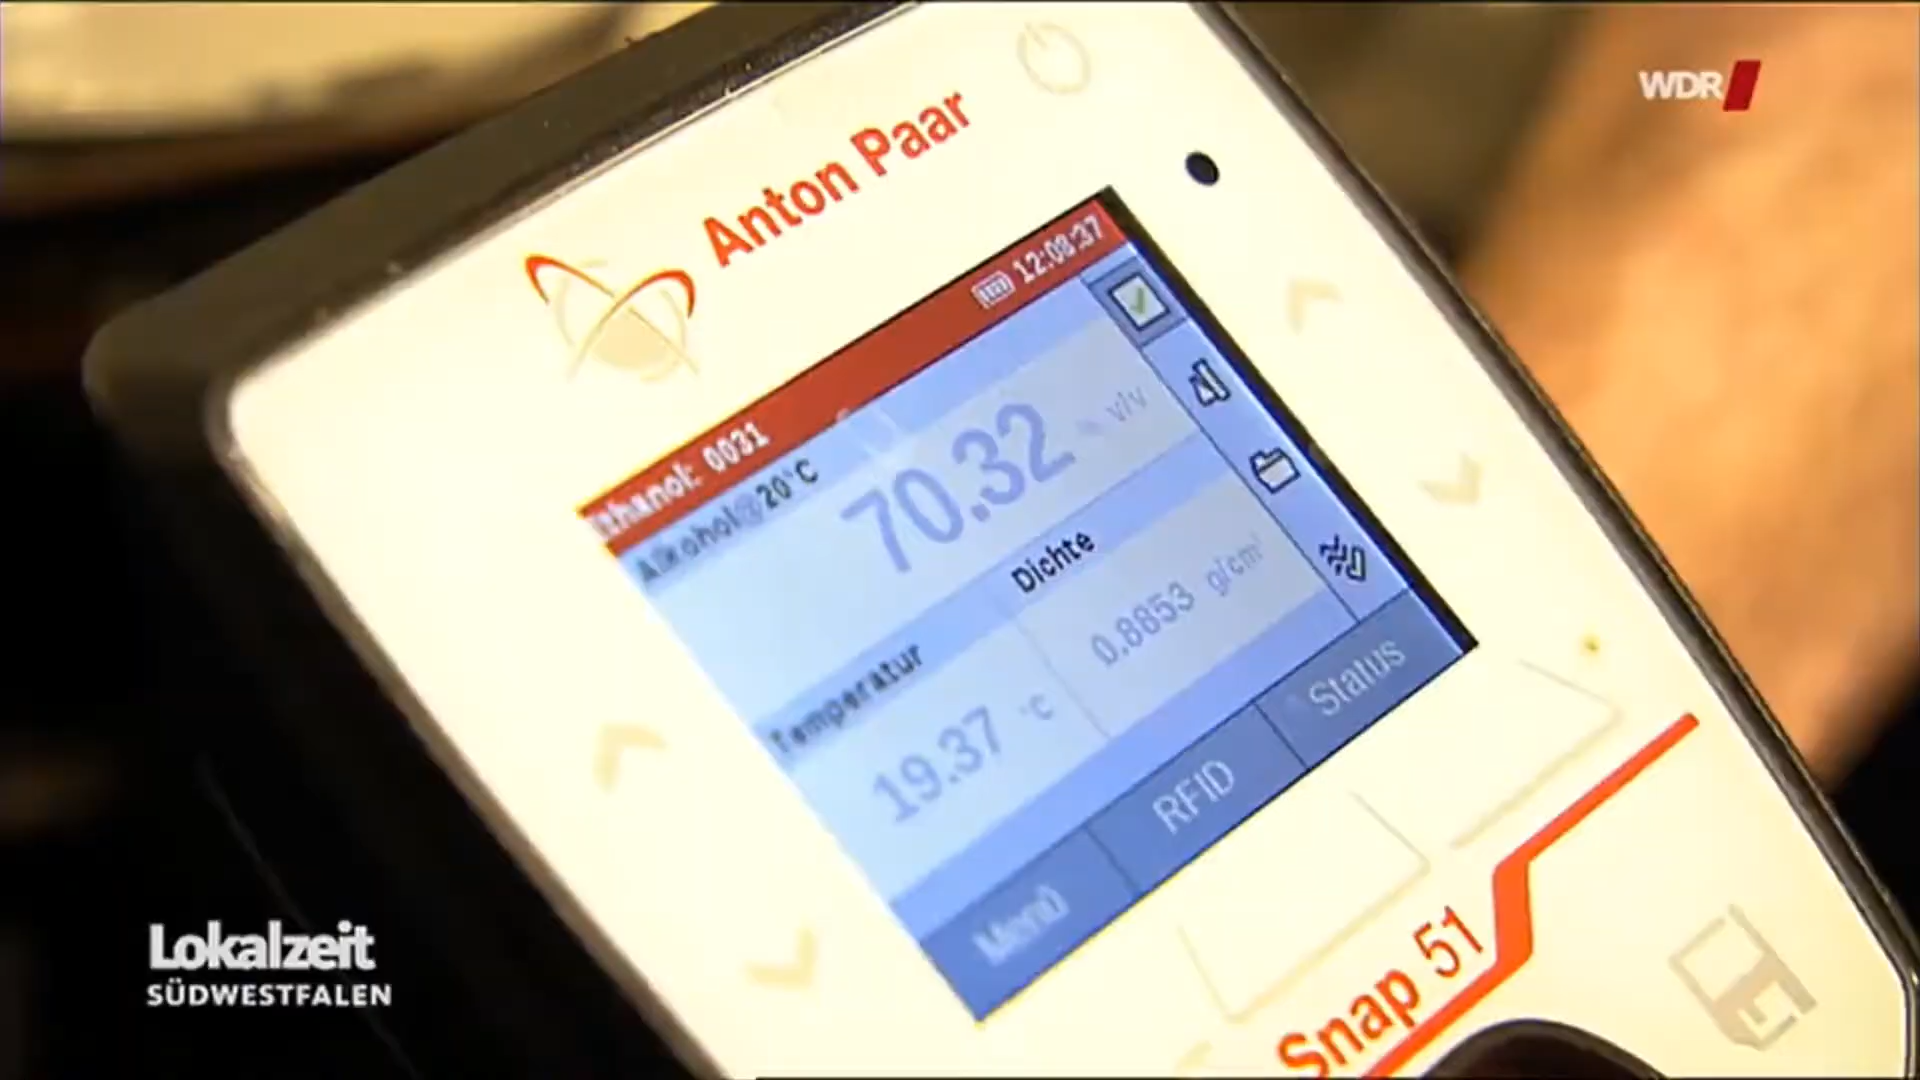 WDR
Anton Paar
12:08:37
thanol: 0031
Alkohol@20°C
70.32 % v/v
Dichte
0.8853 g/cm³
Temperatur
19.37 °C
Menü RFID Status
Snap 51
Lokalzeit
SÜDWESTFALEN